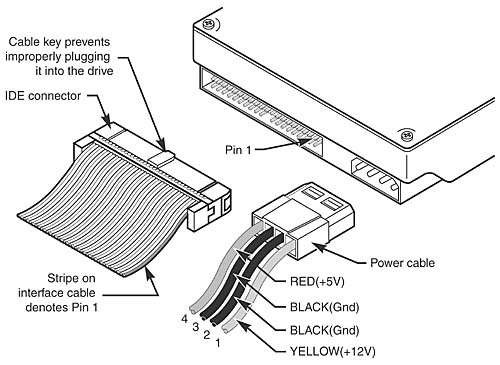 Cable key prevents
improperly plugging
it into the drive
IDE connector
Pin 1
Power cable
Stripe on
interface cable
denotes Pin 1
RED(+5V)
BLACK(Gnd)
BLACK(Gnd)
YELLOW(+12V)
4
3
2
1